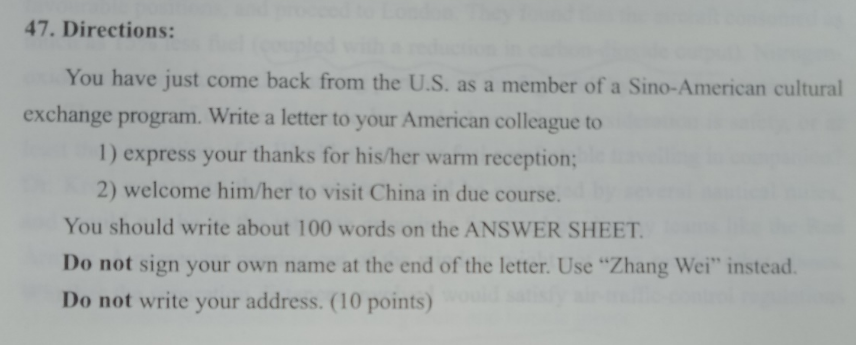 47. Directions:
You have just come back from the U.S. as a member of a Sino-American cultural
exchange program. Write a letter to your American colleague to
1) express your thanks for his/her warm reception;
2) welcome him/her to visit China in due course.
You should write about 100 words on the ANSWER SHEET.
Do not sign your own name at the end of the letter. Use “Zhang Wei” instead.
Do not write your address. (10 points)